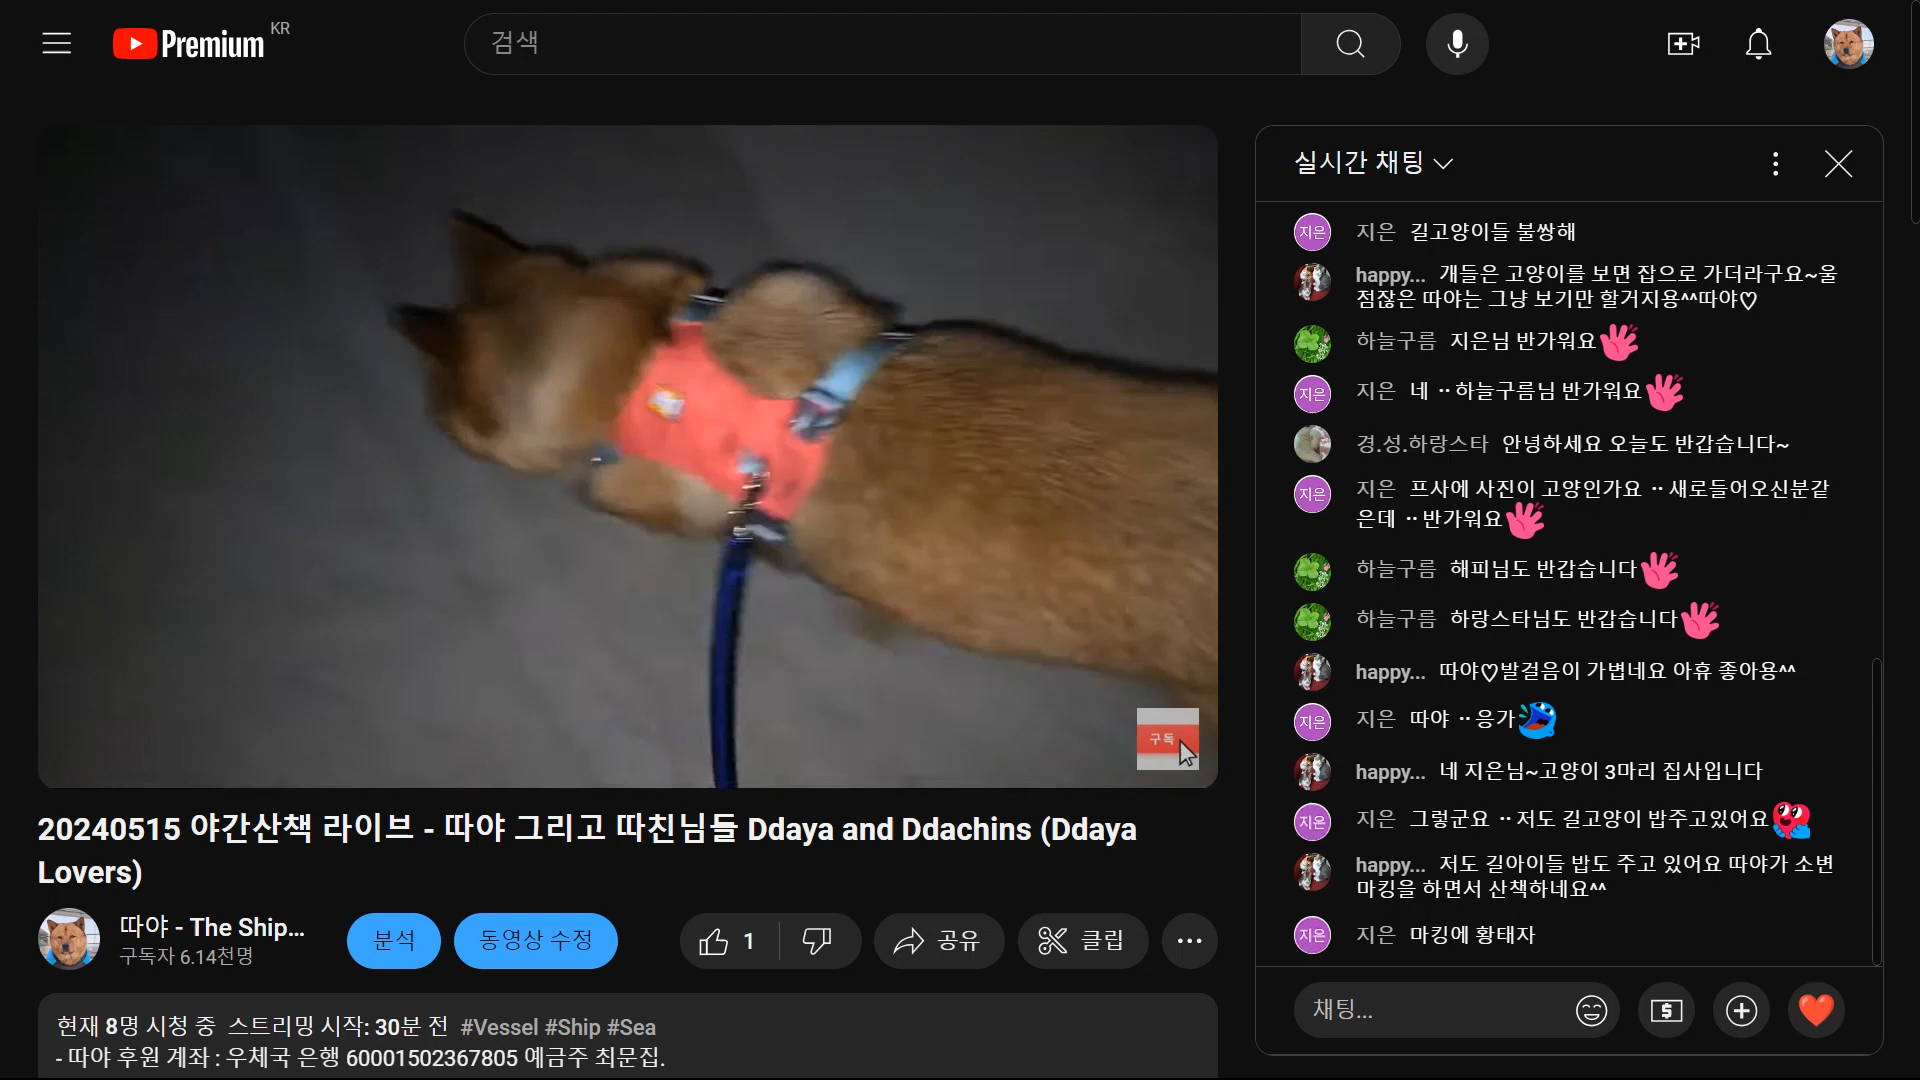 Premium KR
검색
실시간 채팅
지은 지은 길고양이들 불쌍해
happy... 개들은 고양이를 보면 잡으로 가더라구요~울
점잖은 따야는 그냥 보기만 할거지용^^따야♡
하늘구름 지은님 반가워요
지은 지은 네 ··하늘구름님 반가워요
경.성.하랑스타 안녕하세요 오늘도 반갑습니다~
지은 지은 프사에 사진이 고양인가요 ··새로들어오신분같
은데 ··반가워요
하늘구름 해피님도 반갑습니다
하늘구름 하랑스타님도 반갑습니다
happy... 따야♡발걸음이 가볍네요 아휴 좋아용^^
지은 지은 따야 ··응가
happy... 네 지은님~고양이 3마리 집사입니다
지은 지은 그렇군요 ··저도 길고양이 밥주고있어요
happy... 저도 길아이들 밥도 주고 있어요 따야가 소변
마킹을 하면서 산책하네요^^
지은 지은 마킹에 황태자
채팅...
구독
20240515 야간산책 라이브 - 따야 그리고 따친님들 Ddaya and Ddachins (Ddaya
Lovers)
따야 - The Ship...
구독자 6.14천명
분석
동영상 수정
1
공유
클립
현재 8명 시청 중 스트리밍 시작: 30분 전 #Vessel #Ship #Sea
- 따야 후원 계좌 : 우체국 은행 60001502367805 예금주 최문집.